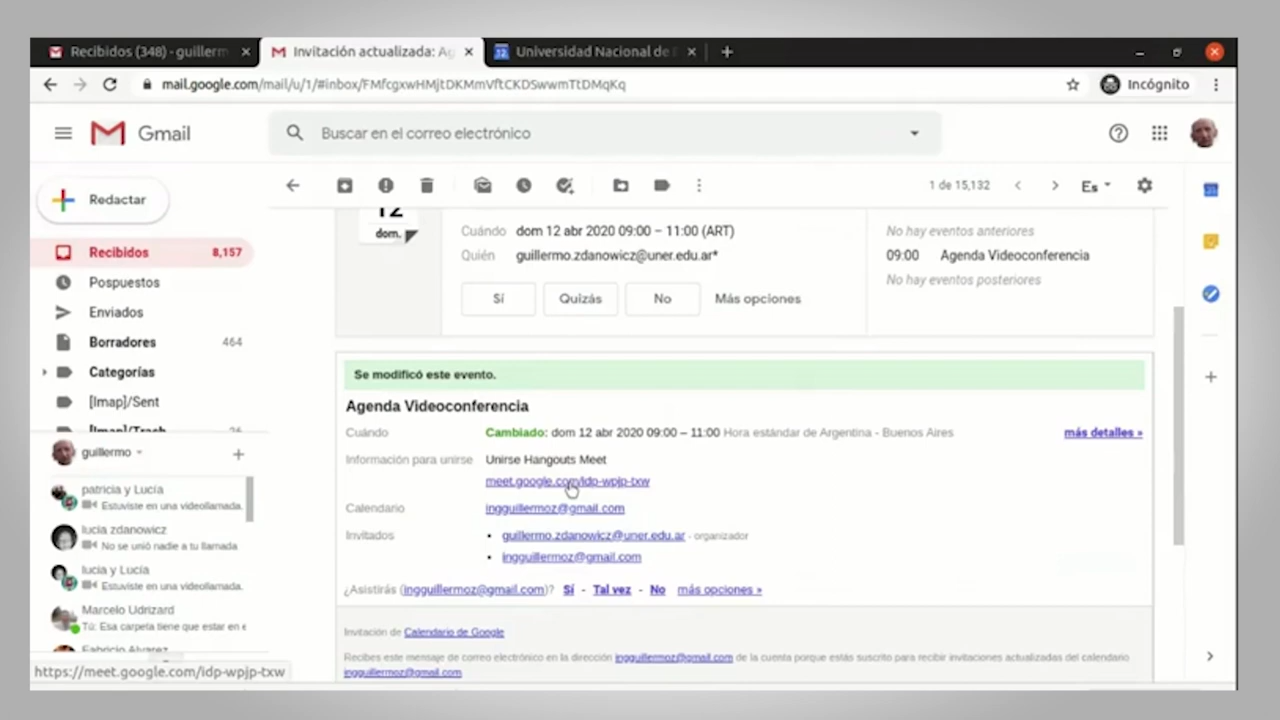 Recibidos (348) - guillerm
Invitación actualizada: Ag
Universidad Nacional de
mail.google.com/mail/u/1/#inbox/FMfcgxwHMjtDKMmVftCKDSwwmTtDMqKq
Incógnito
Gmail
Buscar en el correo electrónico
Redactar
1 de 15,132
Es
Recibidos 8,157
Pospuestos
Enviados
Borradores 464
Categorías
[Imap]/Sent
[Imap]/Trash 26
guillermo
patricia y Lucía
Estuviste en una videollamada.
lucia zdanowicz
No se unió nadie a tu llamada
lucia y Lucía
Estuviste en una videollamada.
Marcelo Udrizard
Tú: Esa carpeta tiene que estar en e
Fabricio Alvarez
https://meet.google.com/idp-wpjp-txw
12
dom.
Cuándo dom 12 abr 2020 09:00 – 11:00 (ART)
Quién guillermo.zdanowicz@uner.edu.ar*
Sí Quizás No Más opciones
No hay eventos anteriores
09:00 Agenda Videoconferencia
No hay eventos posteriores
Se modificó este evento.
Agenda Videoconferencia
Cuándo Cambiado: dom 12 abr 2020 09:00 – 11:00 Hora estándar de Argentina - Buenos Aires más detalles »
Información para unirse Unirse Hangouts Meet
meet.google.com/idp-wpjp-txw
Calendario ingguillermoz@gmail.com
Invitados • guillermo.zdanowicz@uner.edu.ar - organizador
• ingguillermoz@gmail.com
¿Asistirás (ingguillermoz@gmail.com)? Sí - Tal vez - No más opciones »
Invitación de Calendario de Google
Recibes este mensaje de correo electrónico en la dirección ingguillermoz@gmail.com de la cuenta porque estás suscrito para recibir invitaciones actualizadas del calendario
ingguillermoz@gmail.com